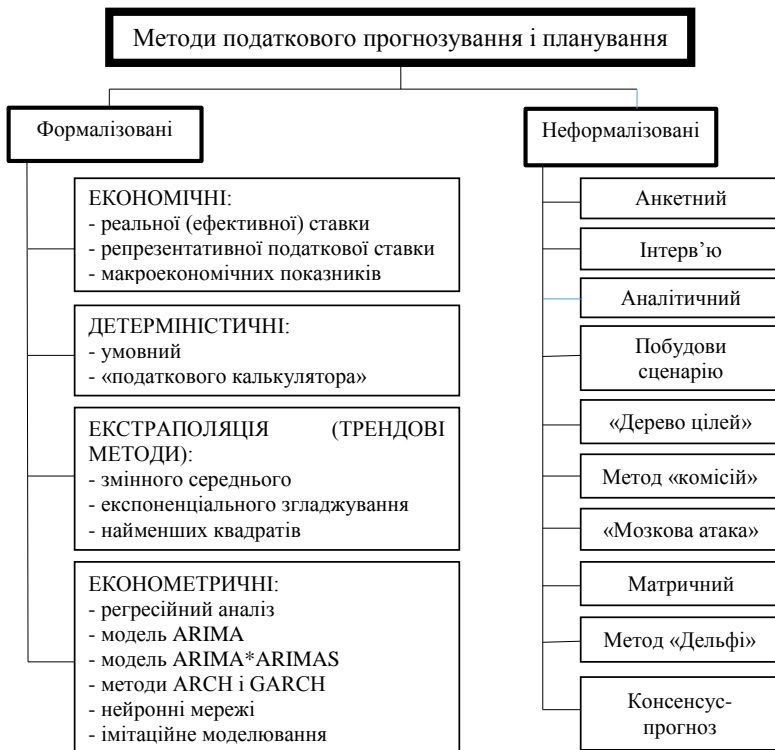 Методи податкового прогнозування і планування
Формалізовані
ЕКОНОМІЧНІ:
- реальної (ефективної) ставки
- репрезентативної податкової ставки
- макроекономічних показників
ДЕТЕРМІНІСТИЧНІ:
- умовний
- «податкового калькулятора»
ЕКСТРАПОЛЯЦІЯ (ТРЕНДОВІ
МЕТОДИ):
- змінного середнього
- експоненціального згладжування
- найменших квадратів
ЕКОНОМЕТРИЧНІ:
- регресійний аналіз
- модель ARIMA
- модель ARIMA*ARIMAS
- методи ARCH і GARCH
- нейронні мережі
- імітаційне моделювання
Неформалізовані
Анкетний
Інтерв’ю
Аналітичний
Побудови
сценарію
«Дерево цілей»
Метод «комісій»
«Мозкова атака»
Матричний
Метод «Дельфі»
Консенсус-
прогноз